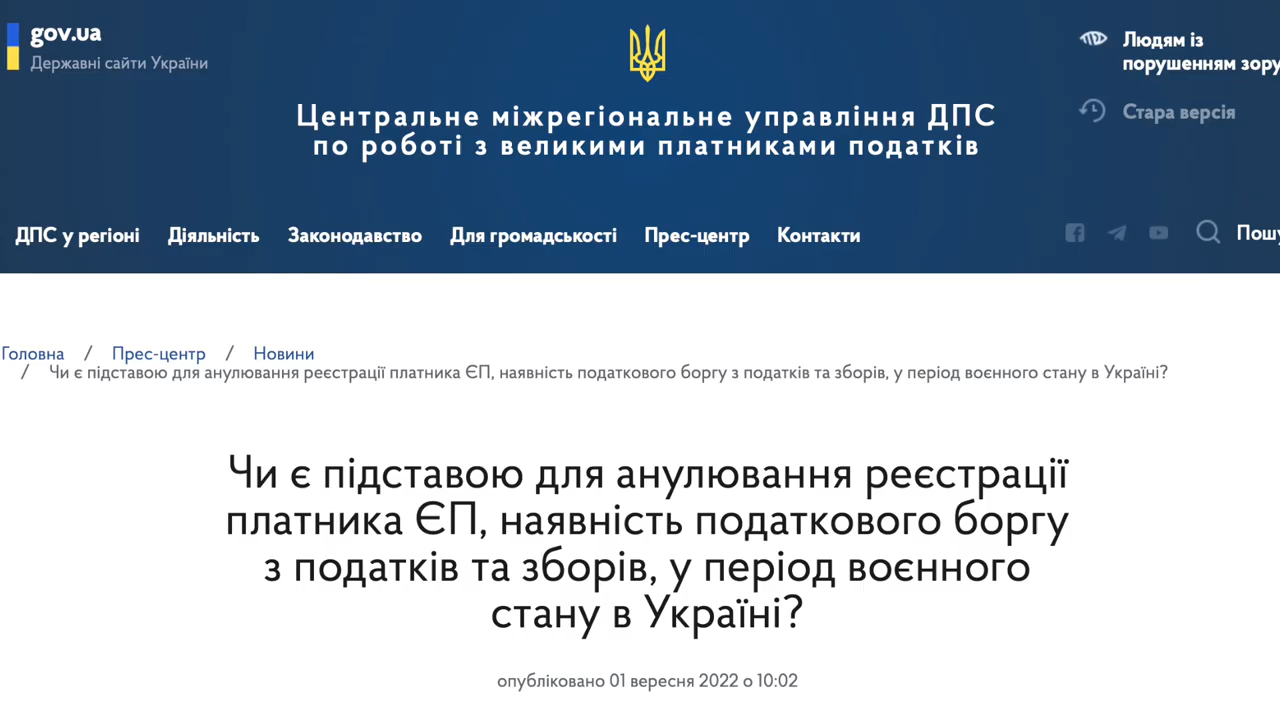 gov.ua
Державні сайти України
Людям із
порушенням зору
Стара версія
Центральне міжрегіональне управління ДПС
по роботі з великими платниками податків
ДПС у регіоні Діяльність Законодавство Для громадськості Прес-центр Контакти
Головна / Прес-центр / Новини
/ Чи є підставою для анулювання реєстрації платника ЄП, наявність податкового боргу з податків та зборів, у період воєнного стану в Україні?
Чи є підставою для анулювання реєстрації
платника ЄП, наявність податкового боргу
з податків та зборів, у період воєнного
стану в Україні?
опубліковано 01 вересня 2022 о 10:02